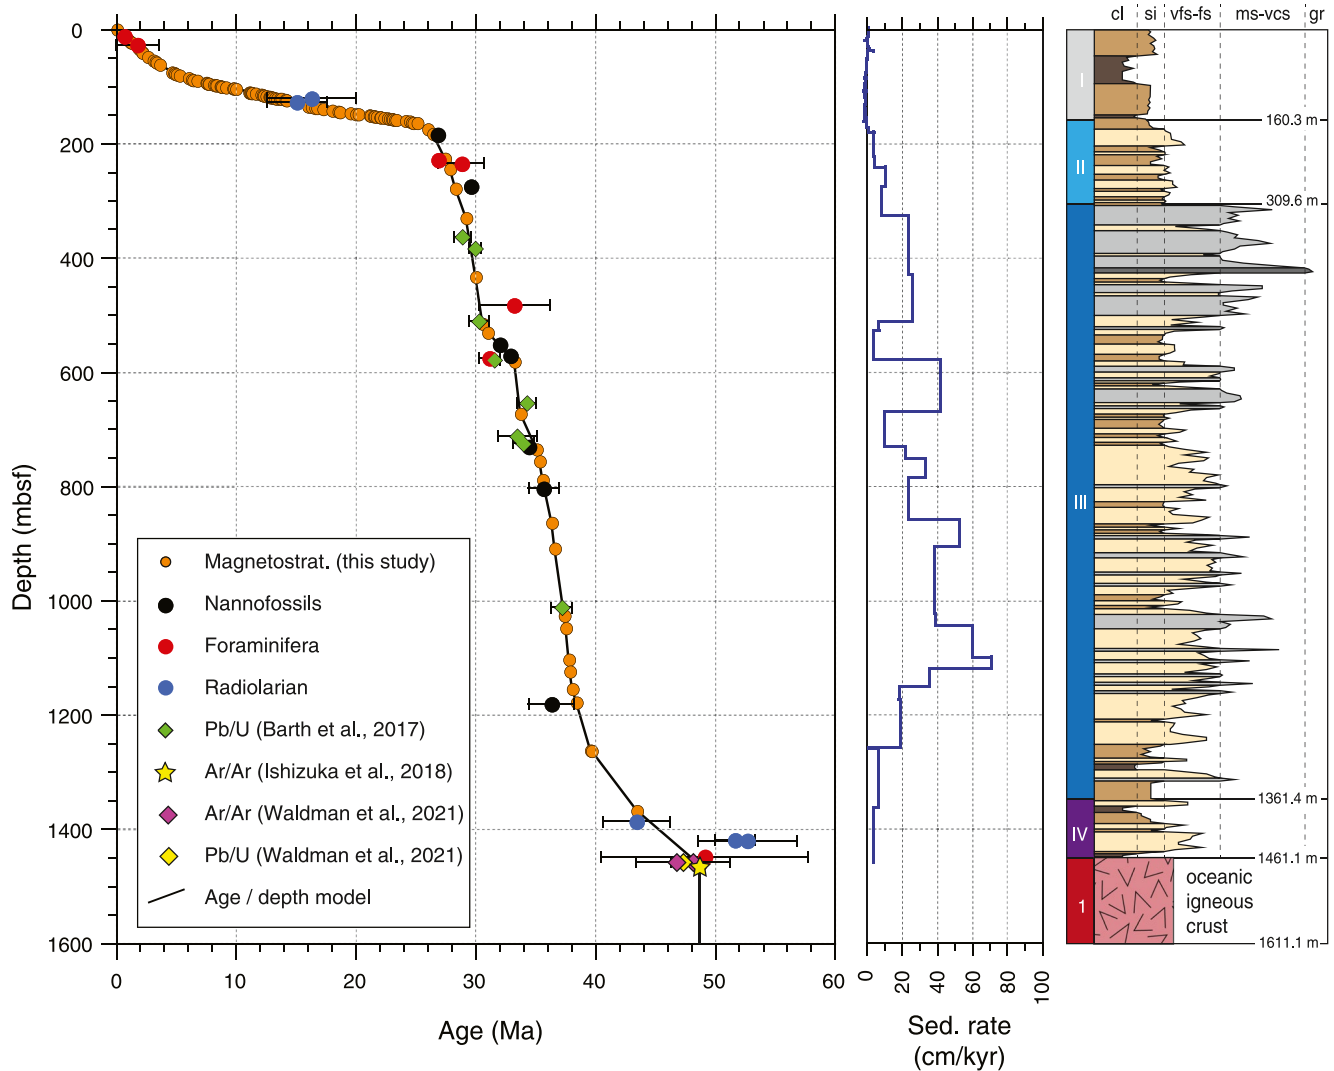 cl si vfs-fs ms-vcs gr
0
200
400
600
800
1000
1200
1400
1600
Depth (mbsf)
Magnetostrat. (this study)
Nannofossils
Foraminifera
Radiolarian
Pb/U (Barth et al., 2017)
Ar/Ar (Ishizuka et al., 2018)
Ar/Ar (Waldman et al., 2021)
Pb/U (Waldman et al., 2021)
Age / depth model
0 10 20 30 40 50 60
Age (Ma)
0 20 40 60 80 100
Sed. rate
(cm/kyr)
I
160.3 m
II
309.6 m
III
1361.4 m
IV
1461.1 m
1
oceanic
igneous
crust
1611.1 m